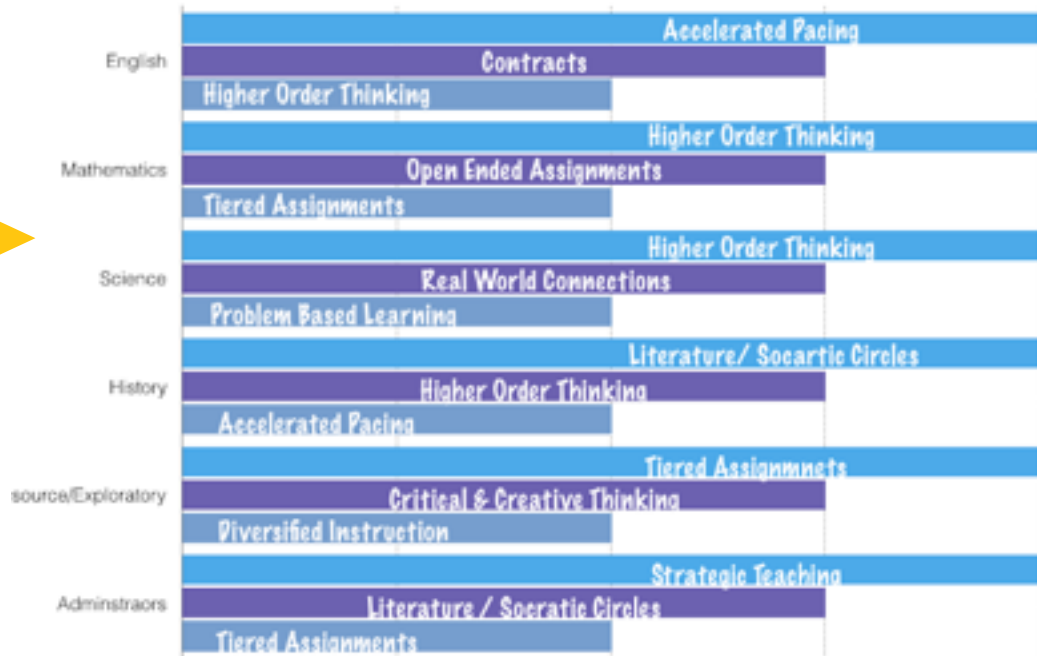 Accelerated Pacing
English
Contracts
Higher Order Thinking
Higher Order Thinking
Mathematics
Open Ended Assignments
Tiered Assignments
Higher Order Thinking
Science
Real World Connections
Problem Based Learning
Literature/ Socartic Circles
History
Higher Order Thinking
Accelerated Pacing
Tiered Assignmnets
source/Exploratory
Critical & Creative Thinking
Diversified Instruction
Strategic Teaching
Adminstraors
Literature / Socratic Circles
Tiered Assignments